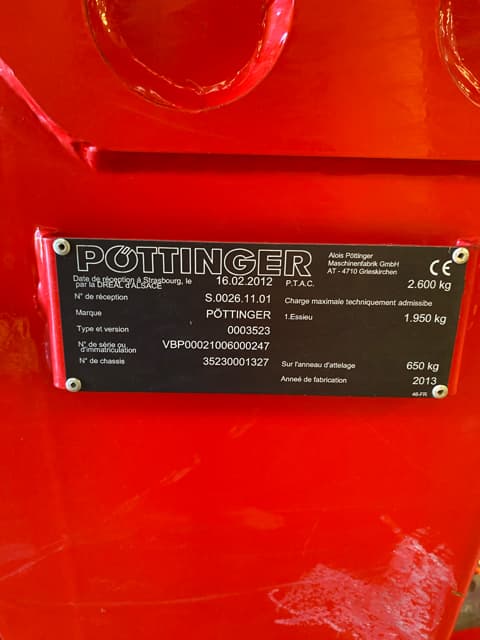 PÖTTINGER
Alois Pöttinger
Maschinenfabrik GmbH
AT - 4710 Grieskirchen
CE
Date de réception à Strasbourg, le 16.02.2012
par la DREAL d'ALSACE
P.T.A.C. 2.600 kg
N° de réception S.0026.11.01
Charge maximale techniquement admissible
Marque PÖTTINGER
1.Essieu 1.950 kg
Type et version 0003523
N° de série ou VBP00021006000247
d'immatriculation
N° de chassis 35230001327
Sur l'anneau d'attelage 650 kg
Anneé de fabrication 2013
46-FR